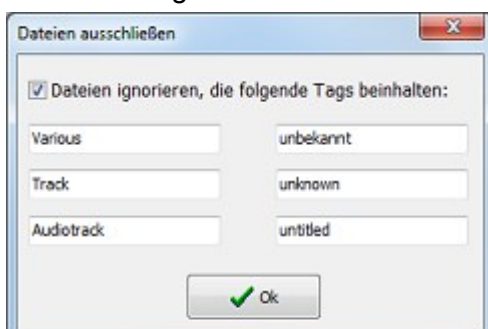 Dateien ausschließen
Dateien ignorieren, die folgende Tags beinhalten:
Various unbekannt
Track unknown
Audiotrack untitled
Ok